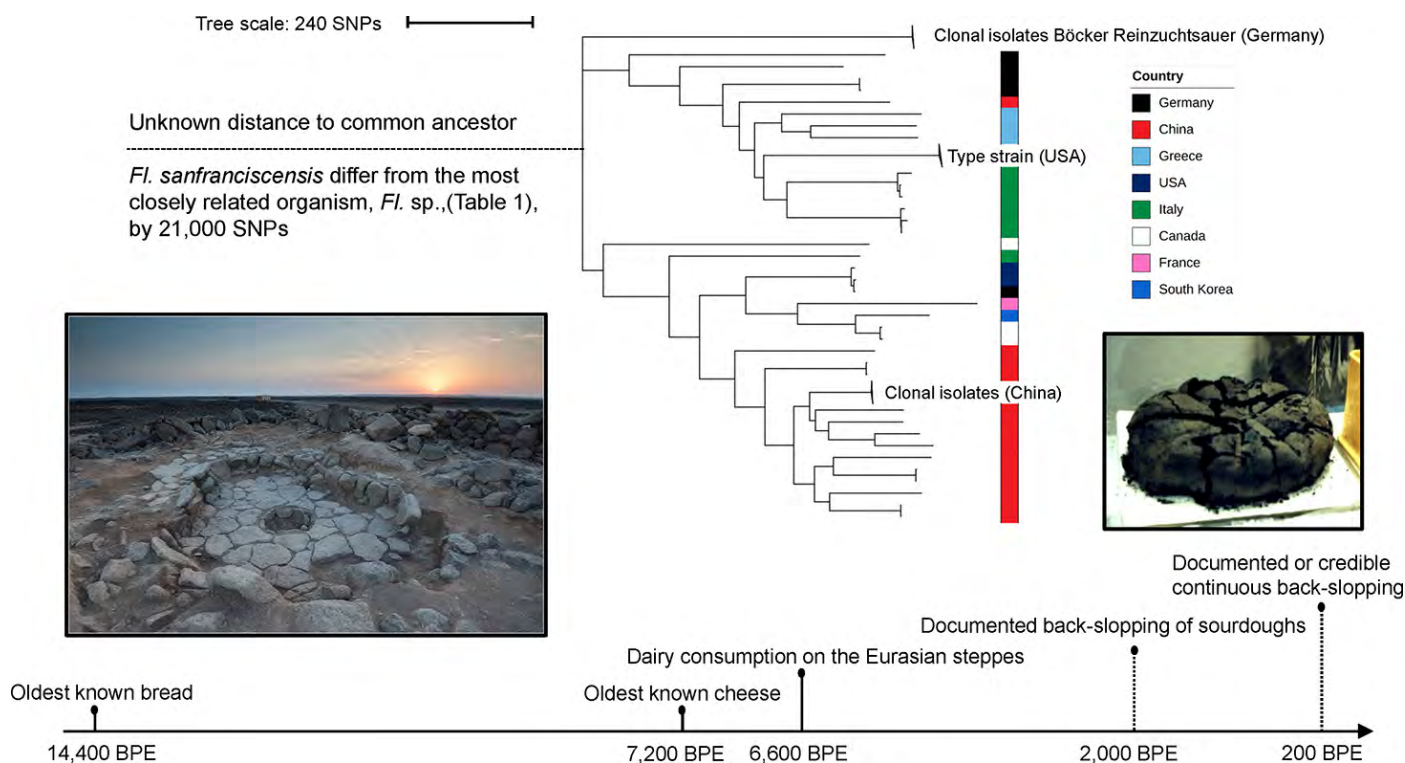 Tree scale: 240 SNPs
Clonal isolates Böcker Reinzuchtsauer (Germany)
Unknown distance to common ancestor
Fl. sanfranciscensis differ from the most
closely related organism, Fl. sp.,(Table 1),
by 21,000 SNPs
Type strain (USA)
Clonal isolates (China)
Country
Germany
China
Greece
USA
Italy
Canada
France
South Korea
Documented or credible
continuous back-slopping
Documented back-slopping of sourdoughs
Dairy consumption on the Eurasian steppes
Oldest known bread
Oldest known cheese
14,400 BPE
7,200 BPE
6,600 BPE
2,000 BPE
200 BPE